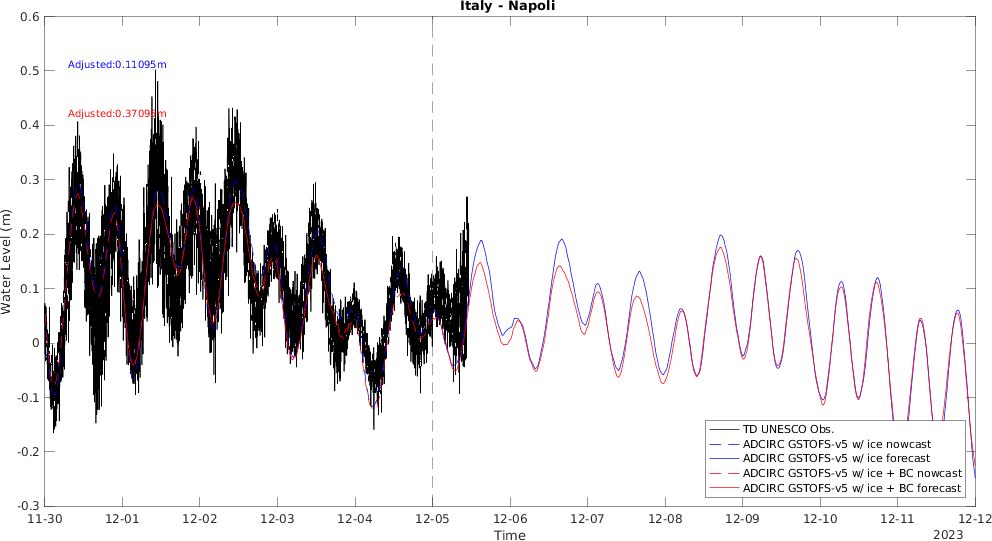 Italy - Napoli
0.6
0.5
0.4
0.3
0.2
0.1
0
-0.1
-0.2
-0.3
Water Level (m)
Adjusted:0.11095m
Adjusted:0.37095m
TD UNESCO Obs.
ADCIRC GSTOFS-v5 w/ ice nowcast
ADCIRC GSTOFS-v5 w/ ice forecast
ADCIRC GSTOFS-v5 w/ ice + BC nowcast
ADCIRC GSTOFS-v5 w/ ice + BC forecast
11-30 12-01 12-02 12-03 12-04 12-05 12-06 12-07 12-08 12-09 12-10 12-11 12-12
Time
2023